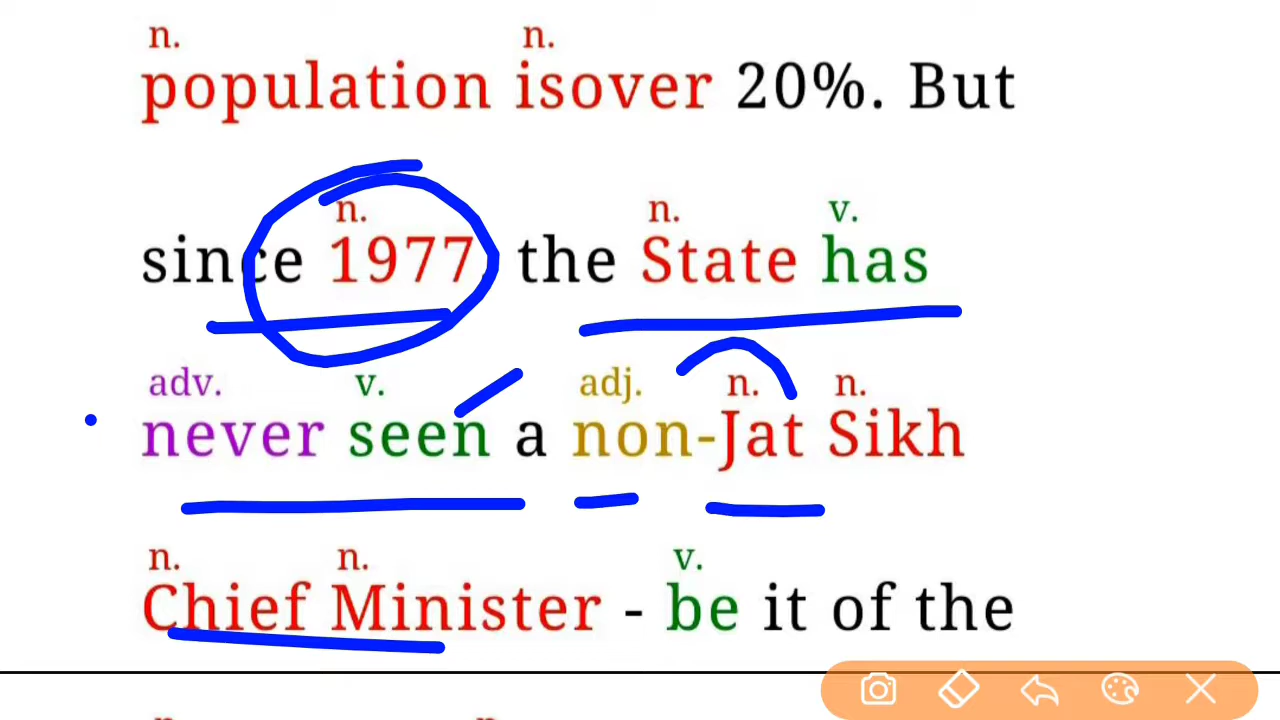 n. n.
population isover 20%. But
n. n. v.
since 1977, the State has
adv. v. adj. n. n.
never seen a non-Jat Sikh
n. n. v.
Chief Minister - be it of the